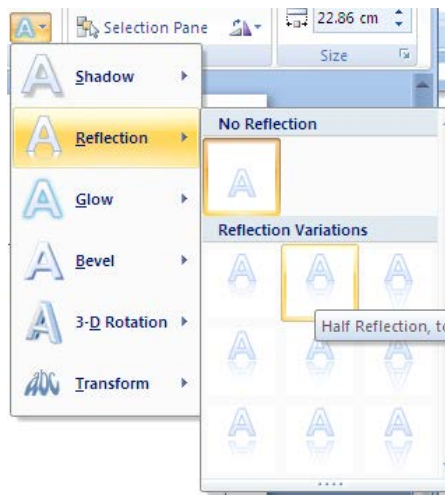 Selection Pane
22.86 cm
Size
Shadow
Reflection
Glow
Bevel
3-D Rotation
Transform
No Reflection
Reflection Variations
Half Reflection, to